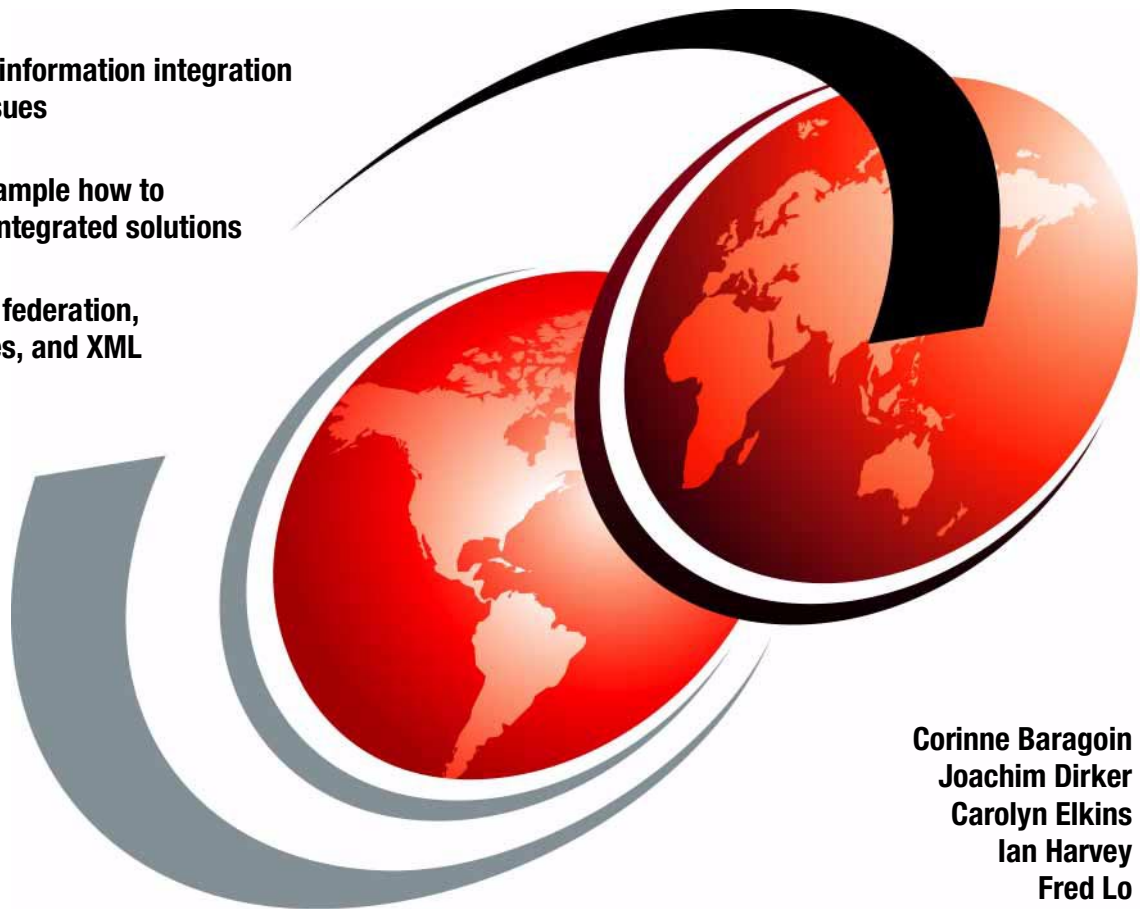 information integration
sues
ample how to
integrated solutions
federation,
es, and XML
Corinne Baragoin
Joachim Dirker
Carolyn Elkins
Ian Harvey
Fred Lo